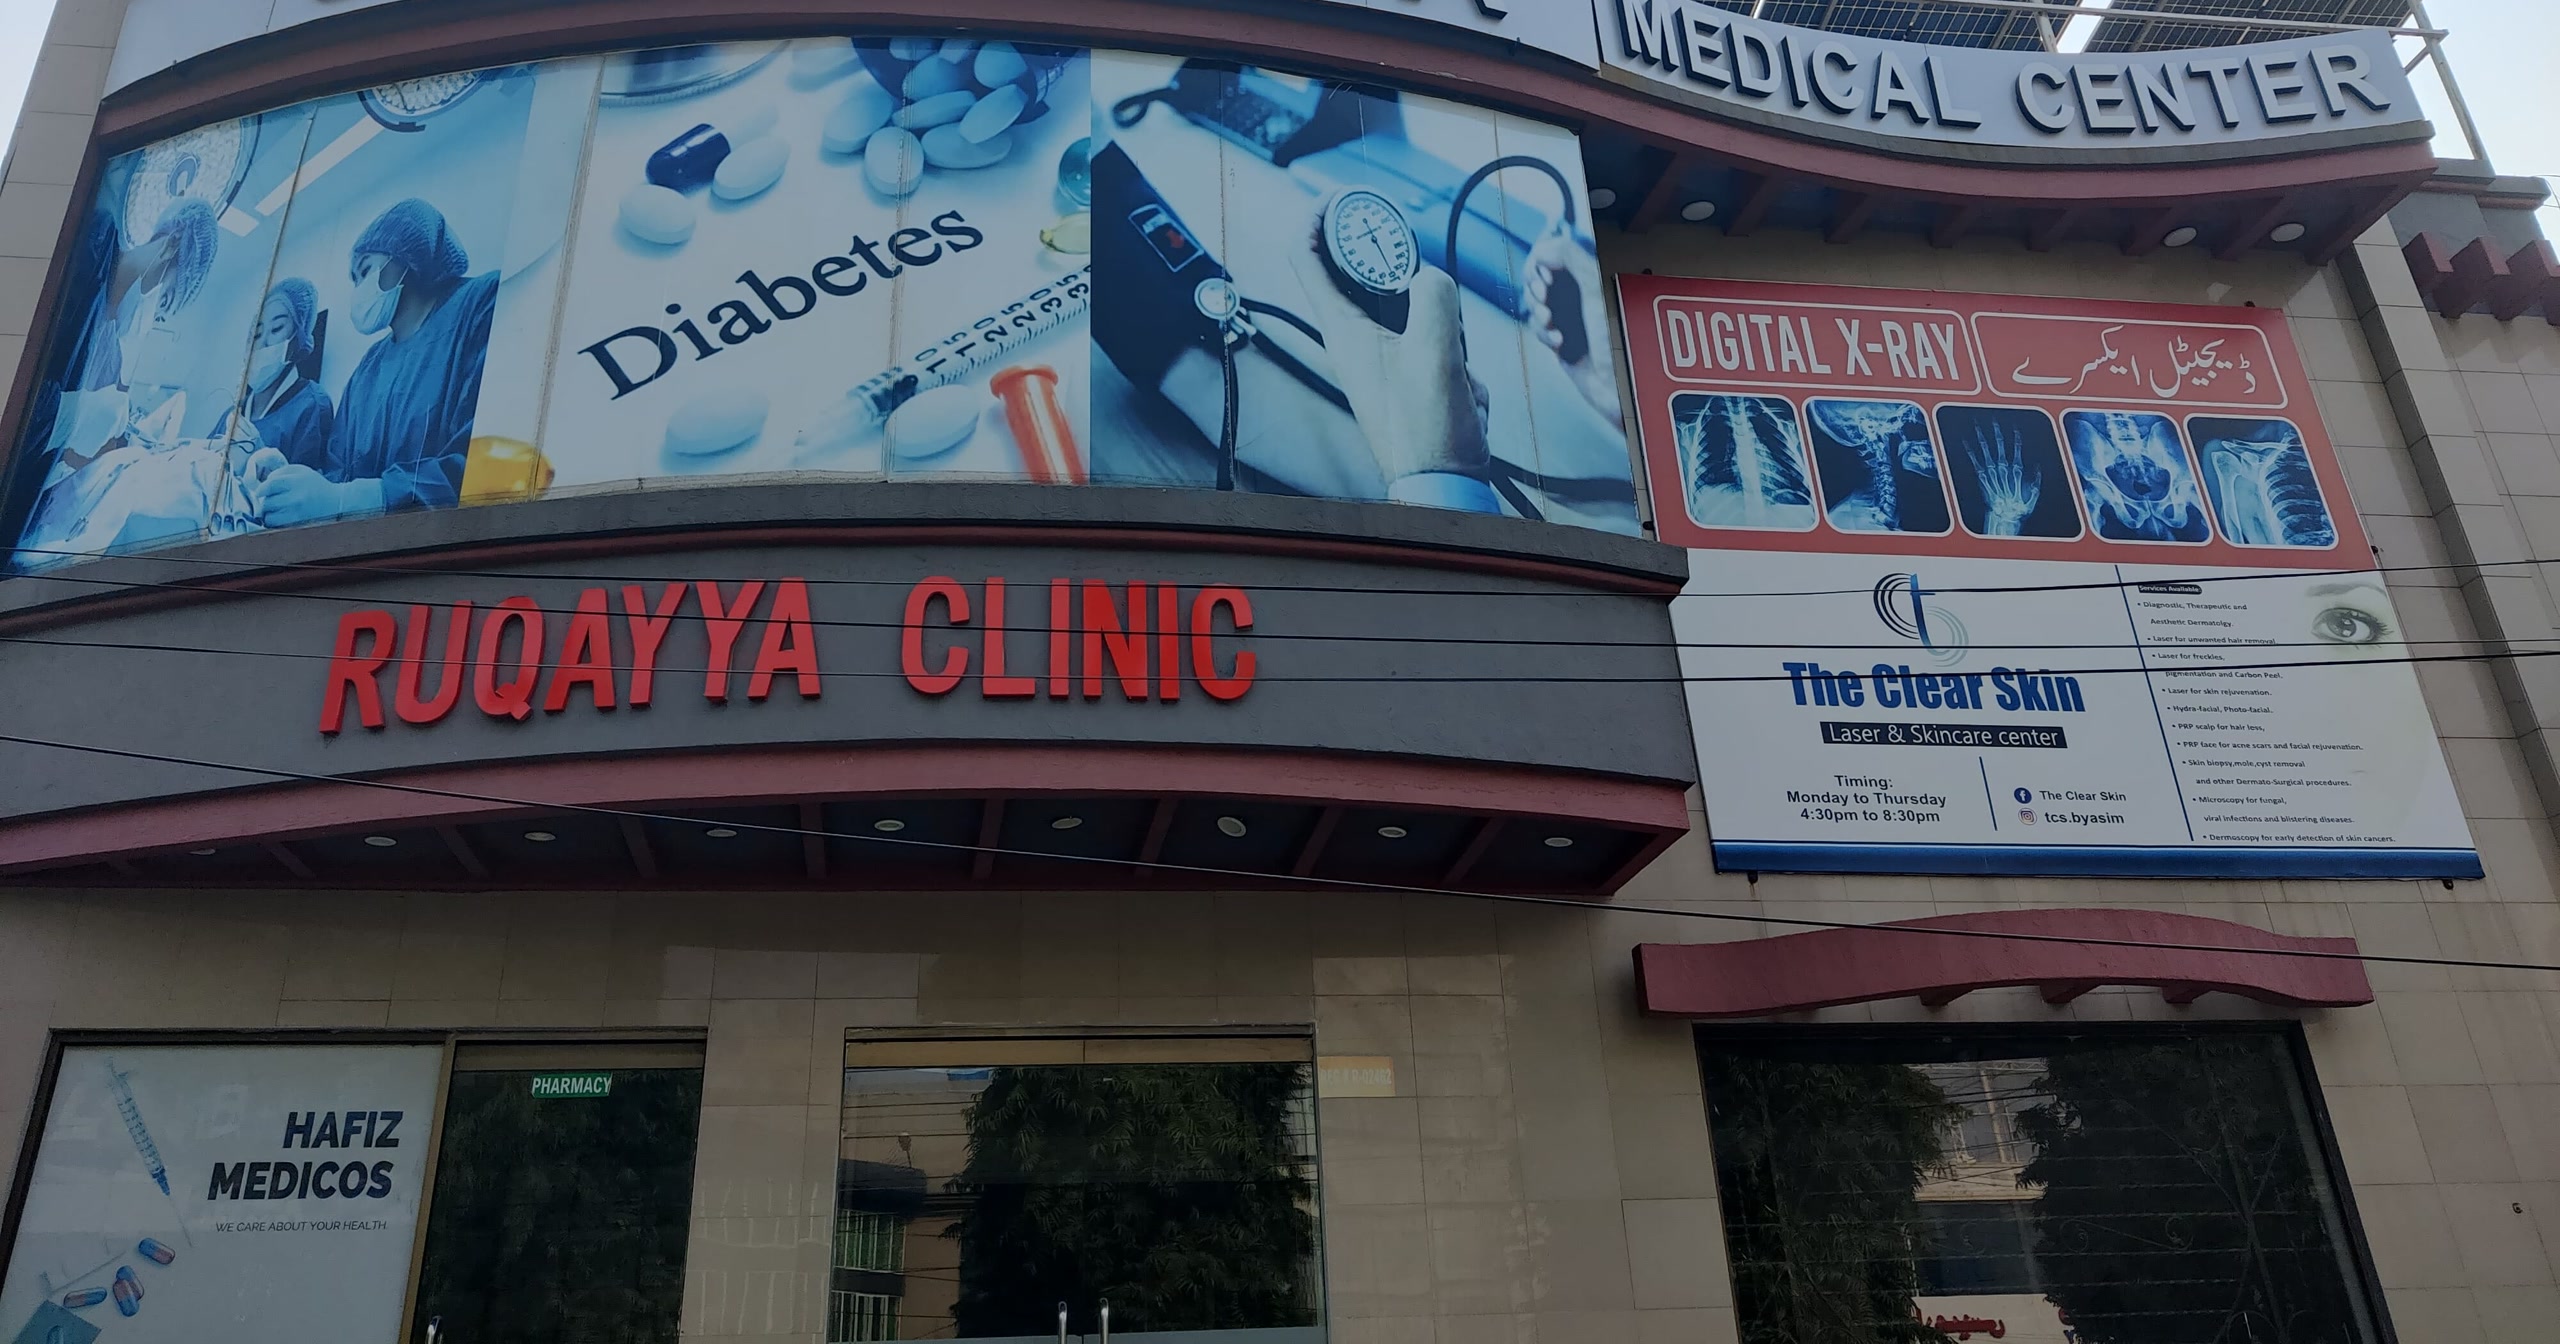 MEDICAL CENTER
Diabetes
DIGITAL X-RAY
ڈیجیٹل ایکسرے
RUQAYYA CLINIC
The Clear Skin
Laser & Skincare center
Timing:
Monday to Thursday
4:30pm to 8:30pm
The Clear Skin
tcs.byasim
Services Available
• Diagnostic, Therapeutic and
Aesthetic Dermatolgy.
• Laser for unwanted hair removal,
• Laser for freckles,
pigmentation and Carbon Peel.
• Laser for skin rejuvenation.
• Hydra-facial, Photo-facial.
• PRP scalp for hair less,
• PRP face for acne scars and facial rejuvenation.
• Skin biopsy,mole,cyst removal
and other Dermato-Surgical procedures.
• Microscopy for fungal,
viral infections and blistering diseases.
• Dermoscopy for early detection of skin cancers.
PHARMACY
HAFIZ
MEDICOS
WE CARE ABOUT YOUR HEALTH.